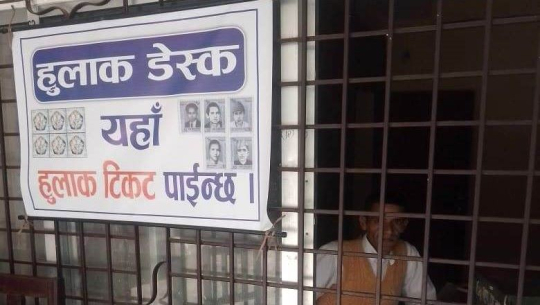 हुलाक डेस्क
यहाँ
हुलाक टिकट पाईन्छ ।